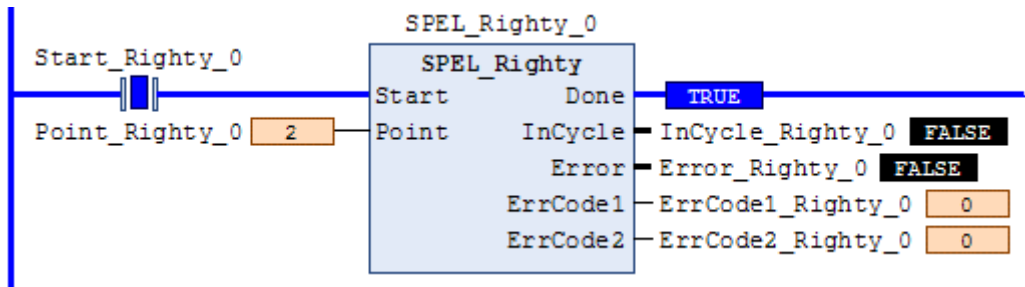 SPEL_Righty_0
Start_Righty_0
SPEL_Righty
Start Done TRUE
Point_Righty_0 2 Point InCycle InCycle_Righty_0 FALSE
Error Error_Righty_0 FALSE
ErrCode1 ErrCode1_Righty_0 0
ErrCode2 ErrCode2_Righty_0 0